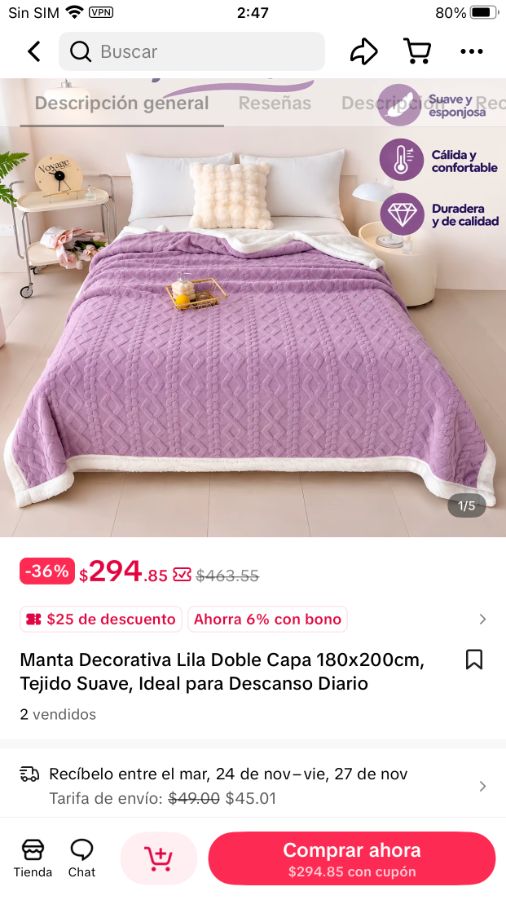 Sin SIM VPN 2:47 80%
Buscar
Descripción general Reseñas Descripción Rec
Suave y
esponjosa
Voyage
Cálida y
confortable
Duradera
y de calidad
1/5
-36% $294.85 $463.55
$25 de descuento Ahorra 6% con bono
Manta Decorativa Lila Doble Capa 180x200cm,
Tejido Suave, Ideal para Descanso Diario
2 vendidos
Recíbelo entre el mar, 24 de nov–vie, 27 de nov
Tarifa de envío: $49.00 $45.01
Tienda Chat
Comprar ahora
$294.85 con cupón